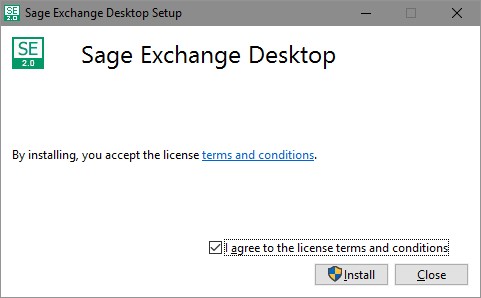 SE 2.0 Sage Exchange Desktop Setup
SE
2.0
Sage Exchange Desktop
By installing, you accept the license terms and conditions.
I agree to the license terms and conditions
Install Close